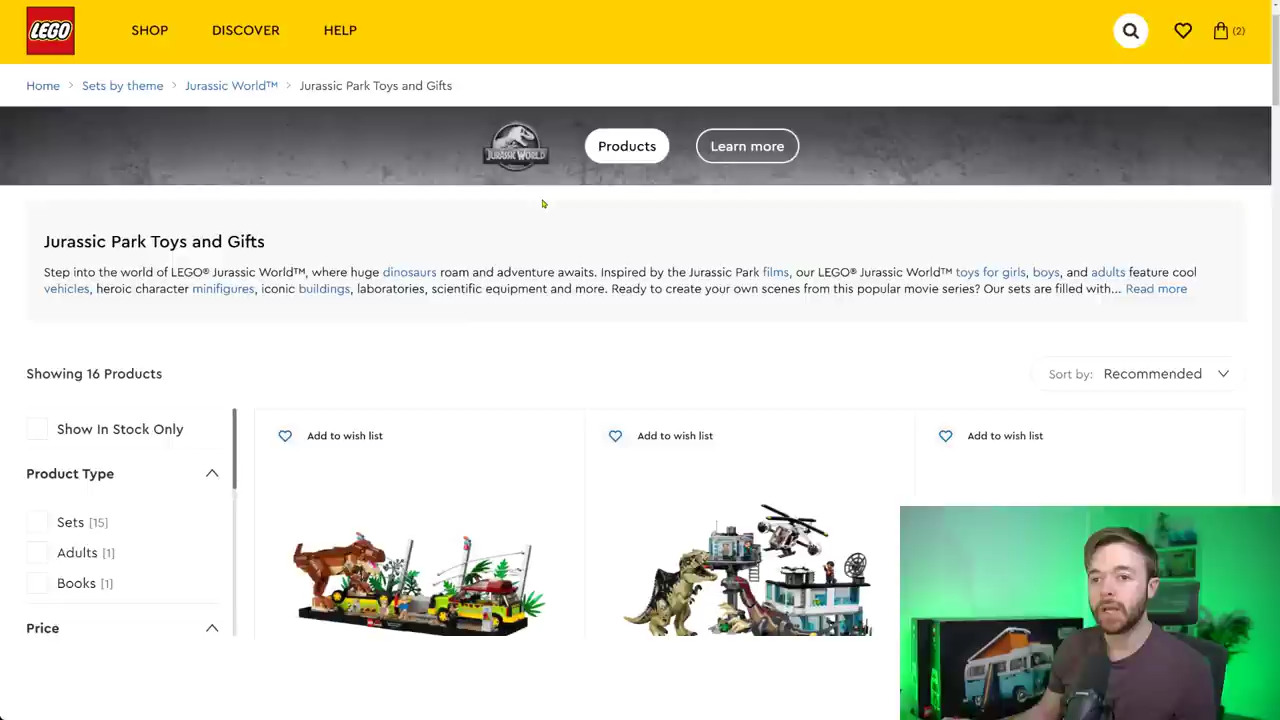 LEGO
SHOP
DISCOVER
HELP
(2)
Home > Sets by theme > Jurassic World™ > Jurassic Park Toys and Gifts
JURASSIC WORLD
Products
Learn more
Jurassic Park Toys and Gifts
Step into the world of LEGO® Jurassic World™, where huge dinosaurs roam and adventure awaits. Inspired by the Jurassic Park films, our LEGO® Jurassic World™ toys for girls, boys, and adults feature cool
vehicles, heroic character minifigures, iconic buildings, laboratories, scientific equipment and more. Ready to create your own scenes from this popular movie series? Our sets are filled with... Read more
Showing 16 Products
Sort by: Recommended
Show In Stock Only
Add to wish list
Add to wish list
Add to wish list
Product Type
Sets [15]
Adults [1]
Books [1]
Price